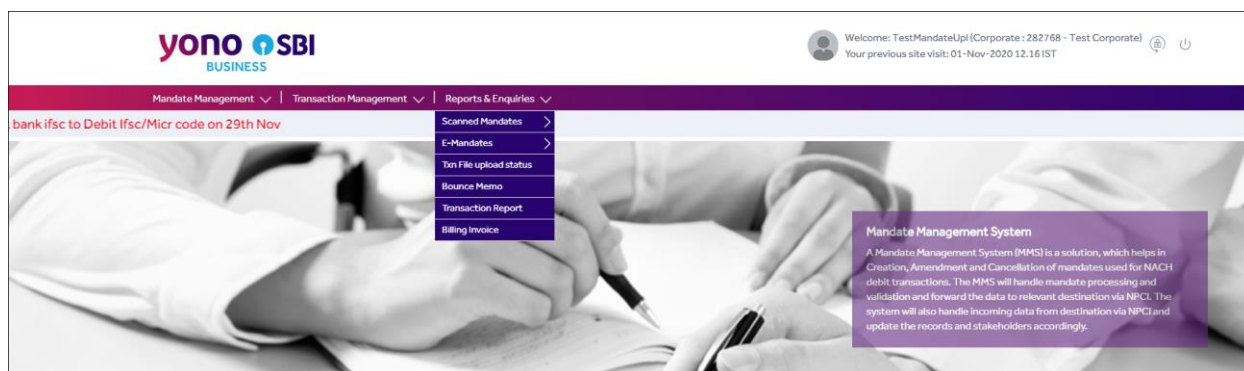 yono SBI
BUSINESS
Welcome: TestMandateUpl (Corporate : 282768 - Test Corporate)
Your previous site visit: 01-Nov-2020 12.16 IST
Mandate Management
Transaction Management
Reports & Enquiries
bank ifsc to Debit Ifsc/Micr code on 29th Nov
Scanned Mandates
E-Mandates
Txn File upload status
Bounce Memo
Transaction Report
Billing Invoice
Mandate Management System
A Mandate Management System (MMS) is a solution, which helps in
Creation, Amendment and Cancellation of mandates used for NACH
debit transactions. The MMS will handle mandate processing and
validation and forward the data to relevant destination via NPCI. The
system will also handle incoming data from destination via NPCI and
update the records and stakeholders accordingly.